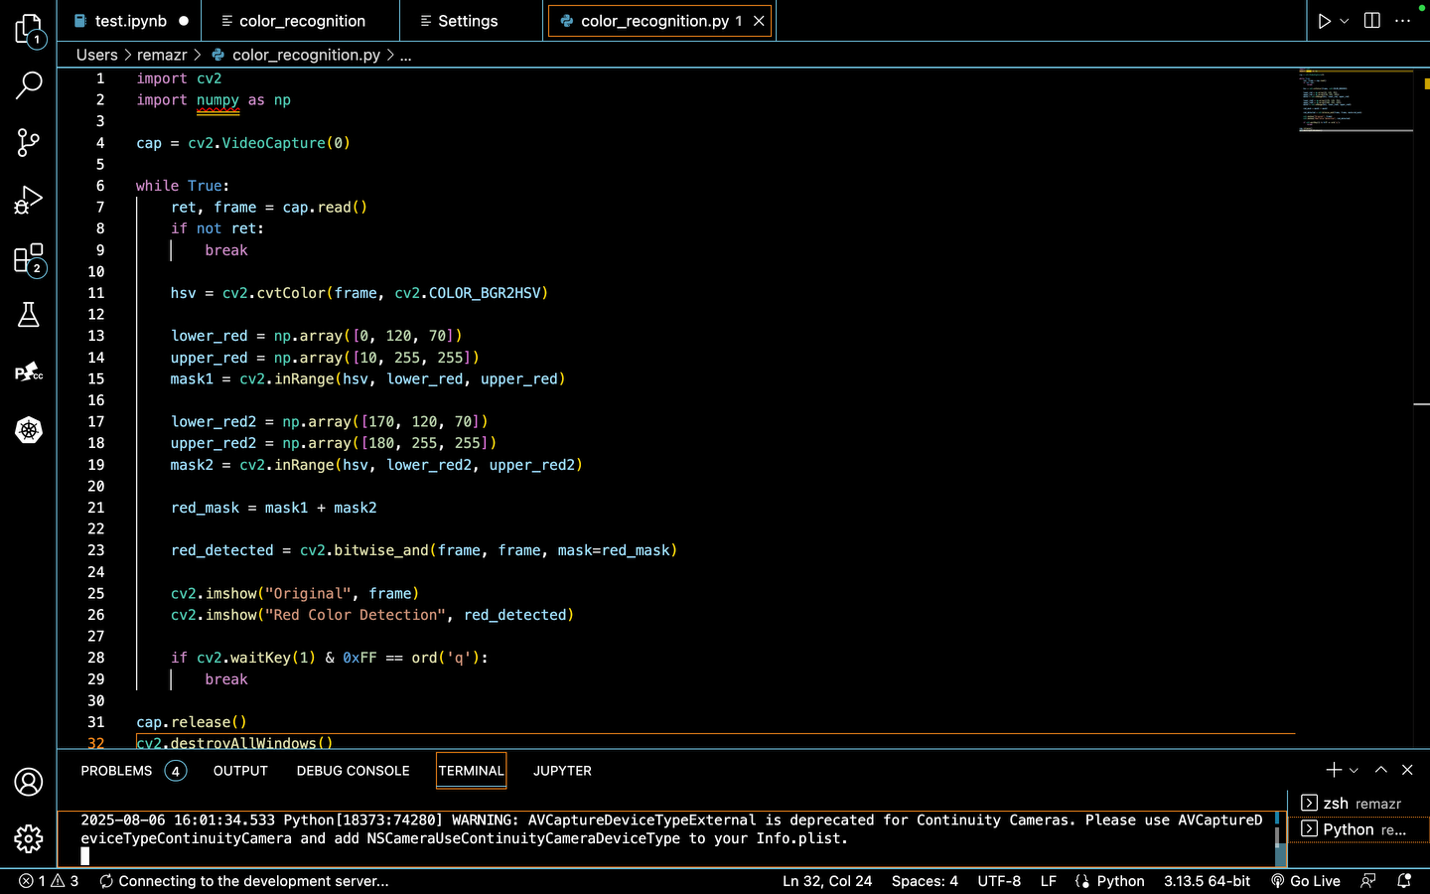 test.ipynb
color_recognition
Settings
color_recognition.py 1
1
Users > remazr > color_recognition.py > ...
1 import cv2
2 import numpy as np
3
4 cap = cv2.VideoCapture(0)
5
6 while True:
7 ret, frame = cap.read()
8 if not ret:
9 break
10
11 hsv = cv2.cvtColor(frame, cv2.COLOR_BGR2HSV)
12
13 lower_red = np.array([0, 120, 70])
14 upper_red = np.array([10, 255, 255])
15 mask1 = cv2.inRange(hsv, lower_red, upper_red)
16
17 lower_red2 = np.array([170, 120, 70])
18 upper_red2 = np.array([180, 255, 255])
19 mask2 = cv2.inRange(hsv, lower_red2, upper_red2)
20
21 red_mask = mask1 + mask2
22
23 red_detected = cv2.bitwise_and(frame, frame, mask=red_mask)
24
25 cv2.imshow("Original", frame)
26 cv2.imshow("Red Color Detection", red_detected)
27
28 if cv2.waitKey(1) & 0xFF == ord('q'):
29 break
30
31 cap.release()
32 cv2.destroyAllWindows()
2
PROBLEMS 4 OUTPUT DEBUG CONSOLE TERMINAL JUPYTER
2025-08-06 16:01:34.533 Python[18373:74280] WARNING: AVCaptureDeviceTypeExternal is deprecated for Continuity Cameras. Please use AVCaptureD
eviceTypeContinuityCamera and add NSCameraUseContinuityCameraDeviceType to your Info.plist.
zsh remazr
Python re...
1 3 Connecting to the development server... Ln 32, Col 24 Spaces: 4 UTF-8 LF Python 3.13.5 64-bit Go Live